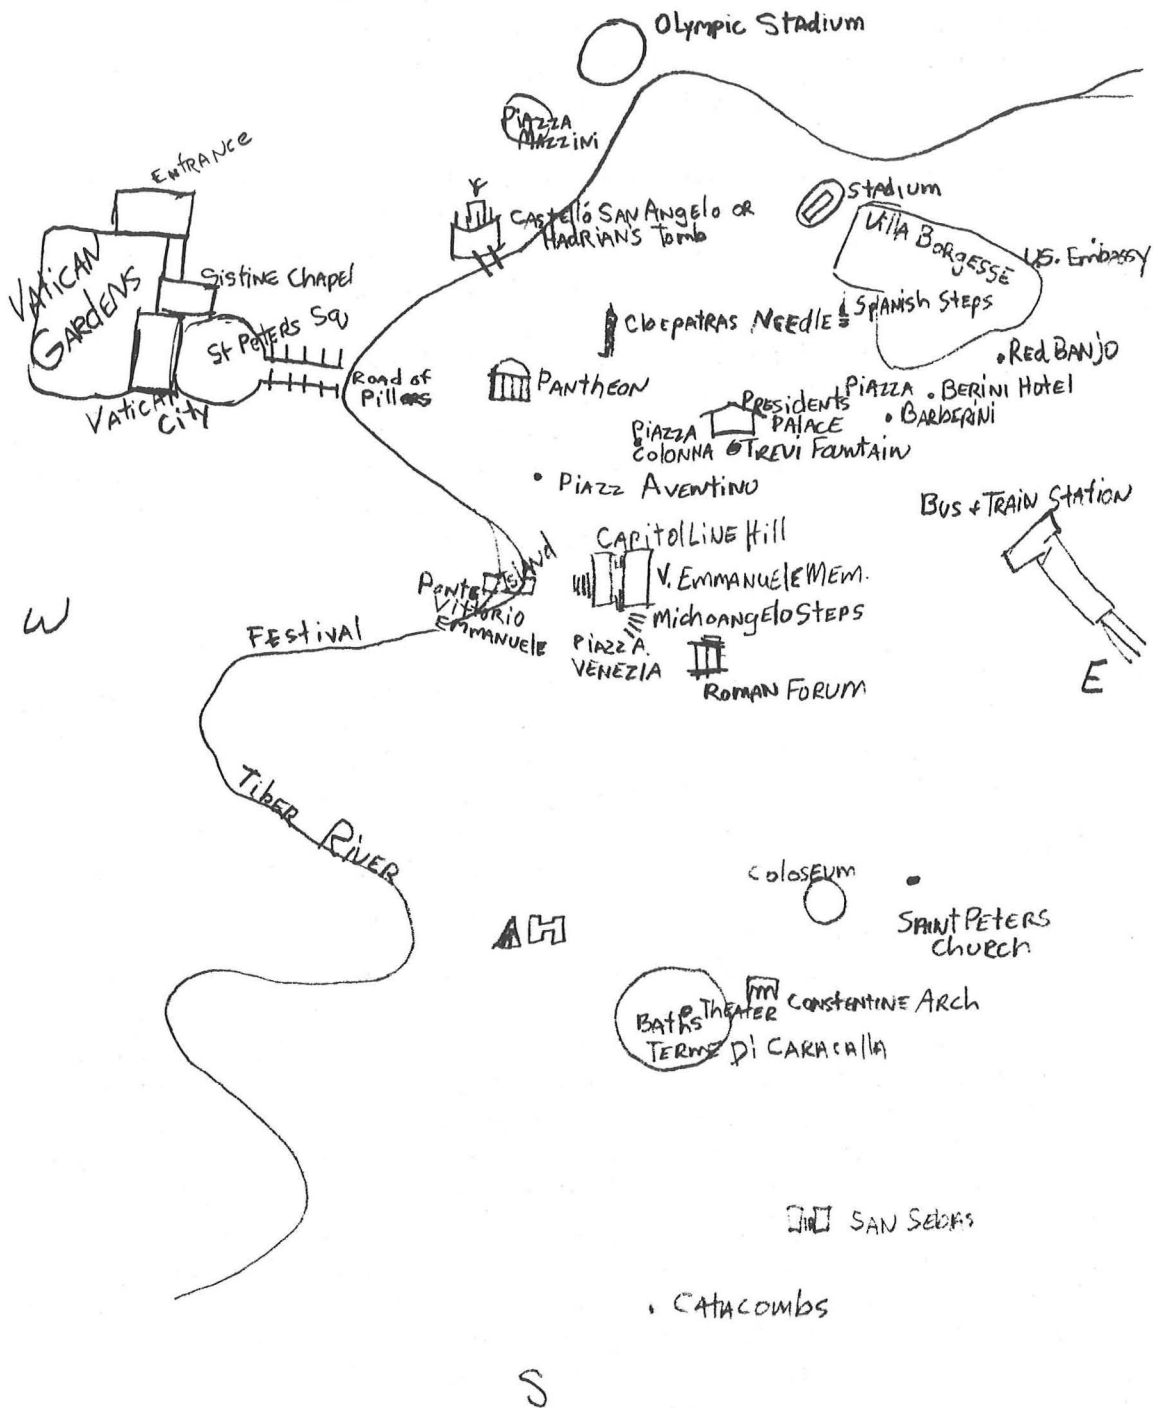 Olympic Stadium
Piazza
Mazzini
Entrance
Stadium
Castelló San Angelo or
Hadrian's Tomb
Villa Borgesse
U.S. Embassy
Vatican
Gardens
Sistine Chapel
Spanish Steps
Cloepatras Needle
St Peters Sq
Red Banjo
Road of
Pillars
Pantheon
Piazza
Berini Hotel
Barberini
Presidents
Palace
Vatican
City
Piazza
Colonna
Trevi Fountain
Piazz Aventino
Bus + Train Station
Capitolline Hill
Island
V. Emmanuele Mem.
Ponte
Vittorio
Emmanuele
Michoangelo Steps
W
Festival
Piazza.
Venezia
E
Roman Forum
Tiber River
Coloseum
Saint Peters
Church
AH
Theater
Constentine Arch
Baths
Terme Di Caracalla
San Sebas
Catacombs
S